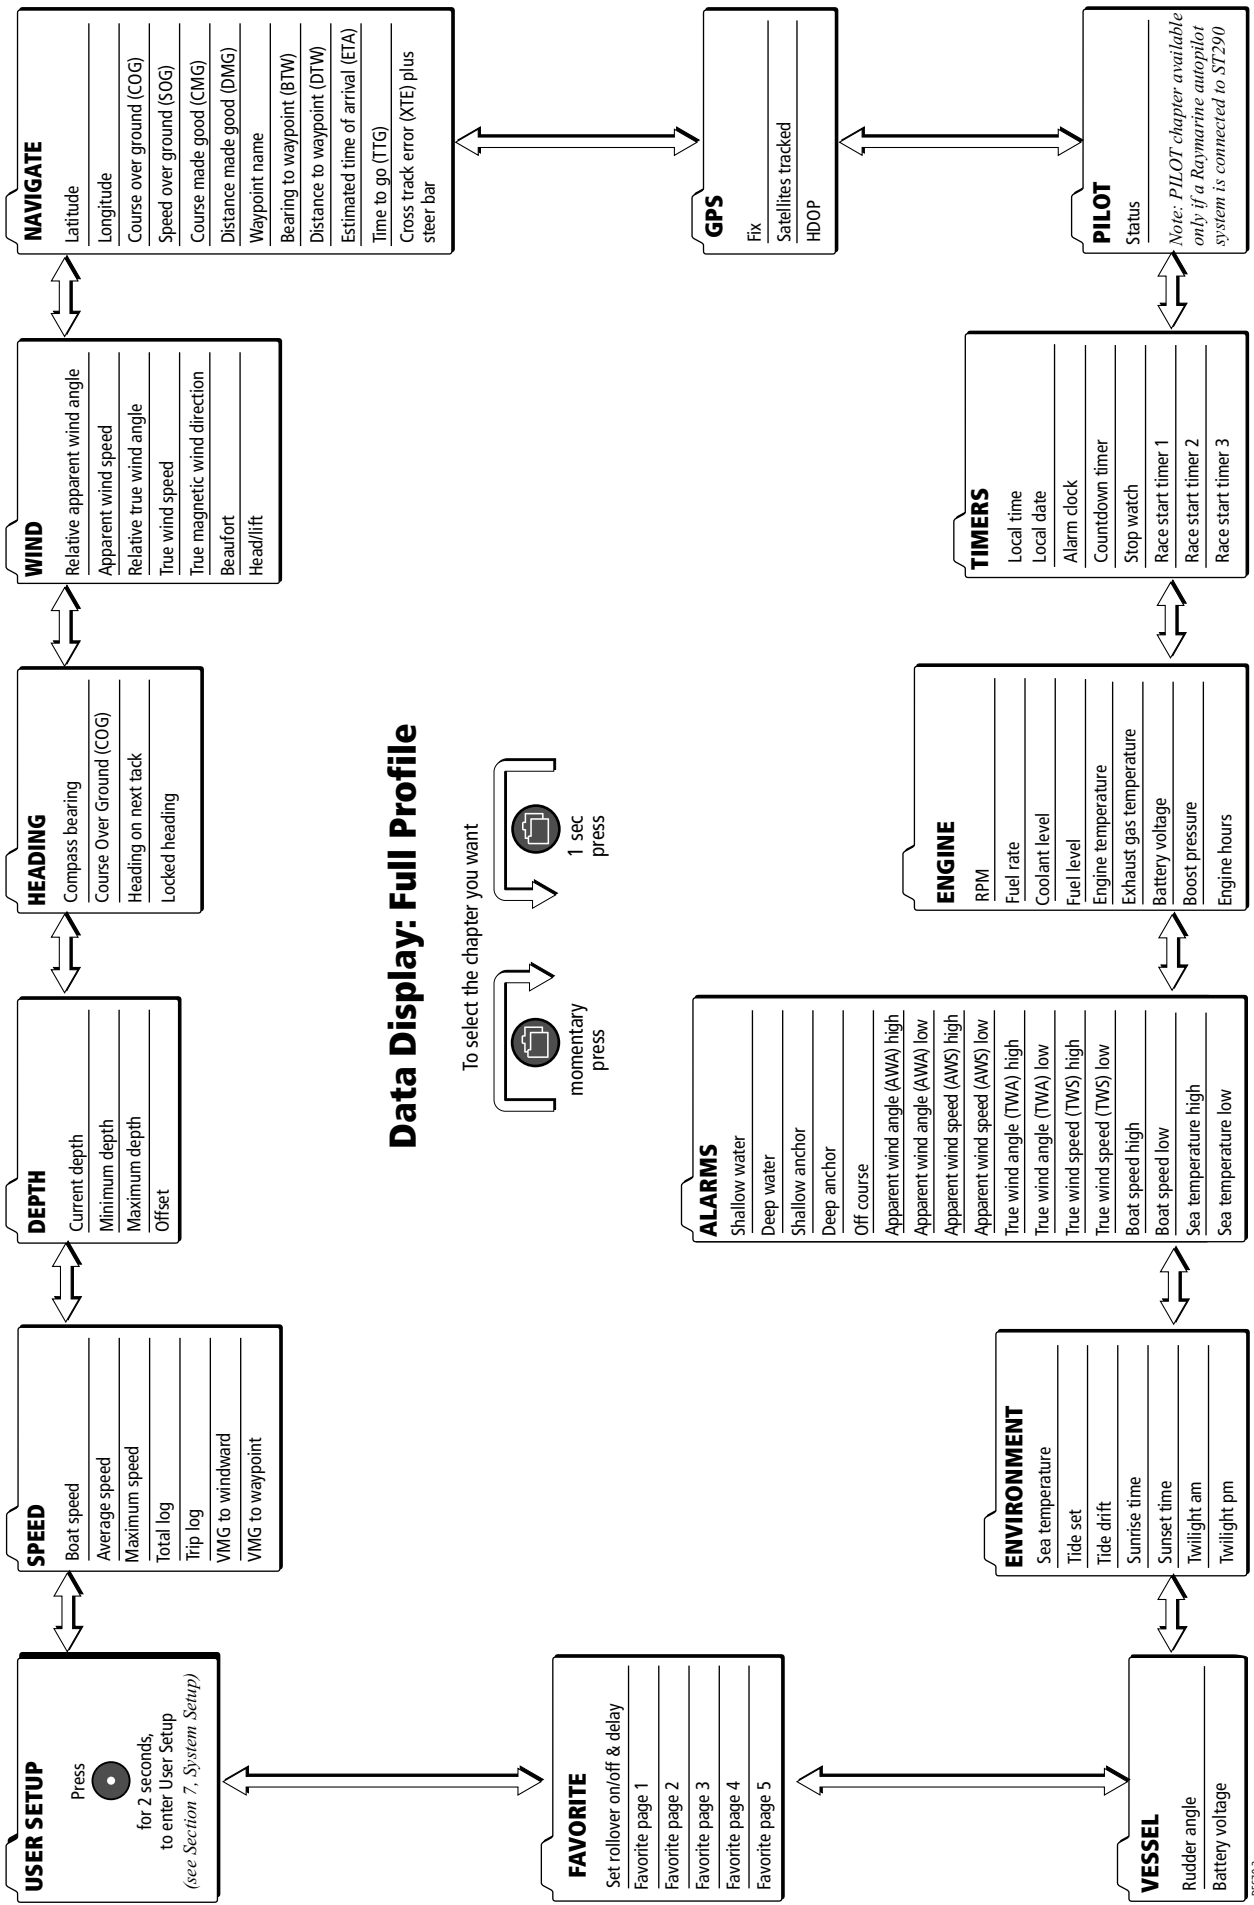 USER SETUP
Press
for 2 seconds,
to enter User Setup
(see Section 7, System Setup)
SPEED
Boat speed
Average speed
Maximum speed
Total log
Trip log
VMG to windward
VMG to waypoint
DEPTH
Current depth
Minimum depth
Maximum depth
Offset
HEADING
Compass bearing
Course Over Ground (COG)
Heading on next tack
Locked heading
WIND
Relative apparent wind angle
Apparent wind speed
Relative true wind angle
True wind speed
True magnetic wind direction
Beaufort
Head/lift
NAVIGATE
Latitude
Longitude
Course over ground (COG)
Speed over ground (SOG)
Course made good (CMG)
Distance made good (DMG)
Waypoint name
Bearing to waypoint (BTW)
Distance to waypoint (DTW)
Estimated time of arrival (ETA)
Time to go (TTG)
Cross track error (XTE) plus
steer bar
Data Display: Full Profile
To select the chapter you want
momentary
press
1 sec
press
FAVORITE
Set rollover on/off & delay
Favorite page 1
Favorite page 2
Favorite page 3
Favorite page 4
Favorite page 5
GPS
Fix
Satellites tracked
HDOP
VESSEL
Rudder angle
Battery voltage
ENVIRONMENT
Sea temperature
Tide set
Tide drift
Sunrise time
Sunset time
Twilight am
Twilight pm
ALARMS
Shallow water
Deep water
Shallow anchor
Deep anchor
Off course
Apparent wind angle (AWA) high
Apparent wind angle (AWA) low
Apparent wind speed (AWS) high
Apparent wind speed (AWS) low
True wind angle (TWA) high
True wind angle (TWA) low
True wind speed (TWS) high
True wind speed (TWS) low
Boat speed high
Boat speed low
Sea temperature high
Sea temperature low
ENGINE
RPM
Fuel rate
Coolant level
Fuel level
Engine temperature
Exhaust gas temperature
Battery voltage
Boost pressure
Engine hours
TIMERS
Local time
Local date
Alarm clock
Countdown timer
Stop watch
Race start timer 1
Race start timer 2
Race start timer 3
PILOT
Status
Note: PILOT chapter available
only if a Raymarine autopilot
system is connected to ST290